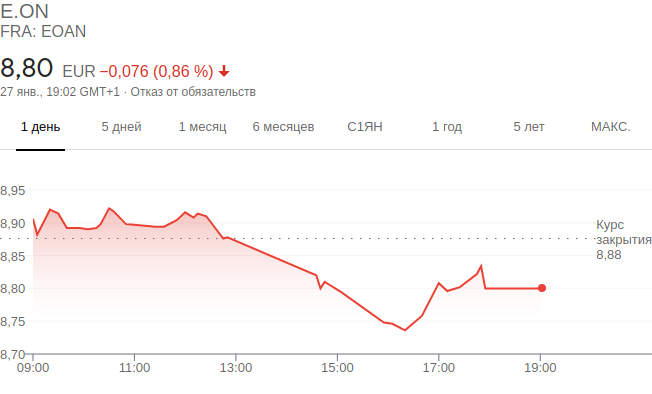 E.ON
FRA: EOAN
8,80 EUR −0,076 (0,86 %)
27 янв., 19:02 GMT+1 · Отказ от обязательств
1 день 5 дней 1 месяц 6 месяцев С1ЯН 1 год 5 лет МАКС.
8,95
8,90
Курс
закрытия
8,88
8,85
8,80
8,75
8,70
09:00 11:00 13:00 15:00 17:00 19:00